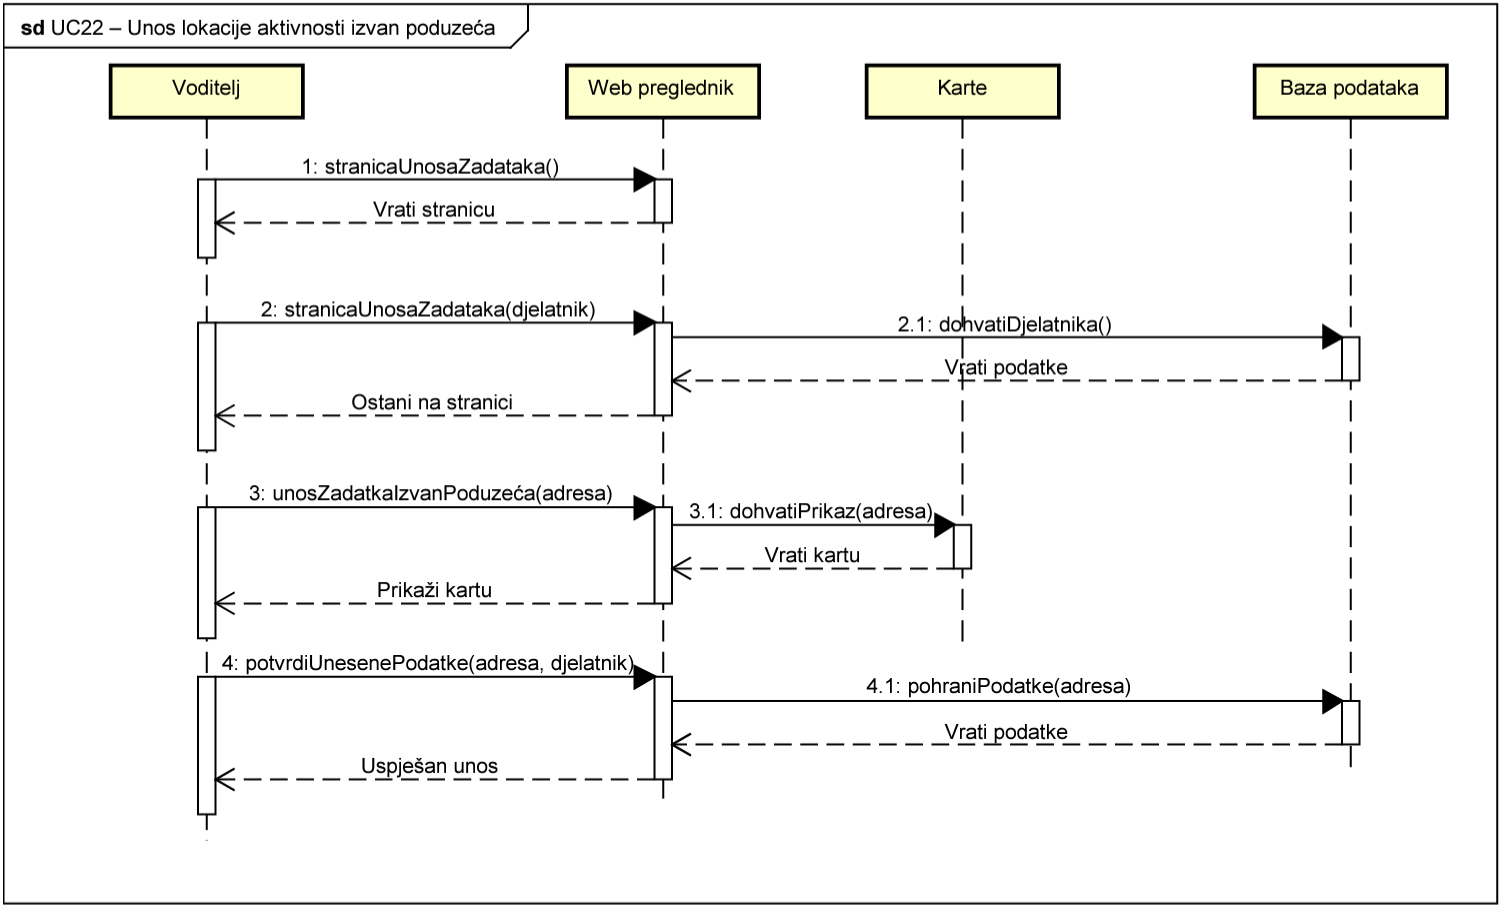 sd UC22 – Unos lokacije aktivnosti izvan poduzeća
Voditelj
Web preglednik
Karte
Baza podataka
1: stranicaUnosaZadataka()
Vrati stranicu
2: stranicaUnosaZadataka(djelatnik)
2.1: dohvatiDjelatnika()
Vrati podatke
Ostani na stranici
3: unosZadatkaIzvanPoduzeća(adresa)
3.1: dohvatiPrikaz(adresa)
Vrati kartu
Prikaži kartu
4: potvrdiUnesenePodatke(adresa, djelatnik)
4.1: pohraniPodatke(adresa)
Vrati podatke
Uspješan unos